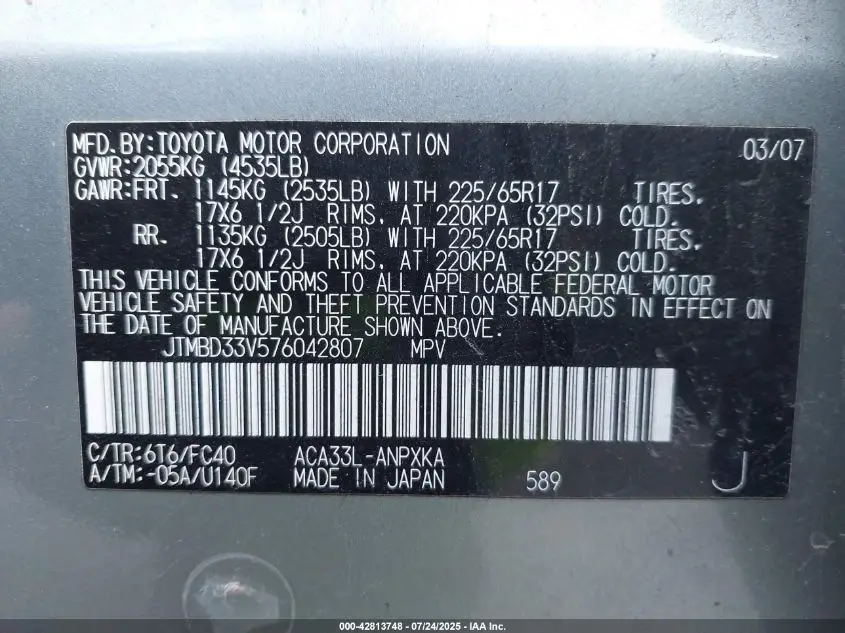 MFD. BY: TOYOTA MOTOR CORPORATION 03/07
GVWR: 2055KG (4535LB)
GAWR: FRT. 1145KG (2535LB) WITH 225/65R17 TIRES.
17X6 1/2J RIMS, AT 220KPA (32PSI) COLD.
RR. 1135KG (2505LB) WITH 225/65R17 TIRES.
17X6 1/2J RIMS, AT 220KPA (32PSI) COLD.
THIS VEHICLE CONFORMS TO ALL APPLICABLE FEDERAL MOTOR
VEHICLE SAFETY AND THEFT PREVENTION STANDARDS IN EFFECT ON
THE DATE OF MANUFACTURE SHOWN ABOVE.
JTMBD33V576042807 MPV
C/TR: 6T6/FC40 ACA33L-ANPXKA
A/TM: -05A/U140F MADE IN JAPAN 589 J
000-42813748 - 07/24/2025 - IAA Inc.